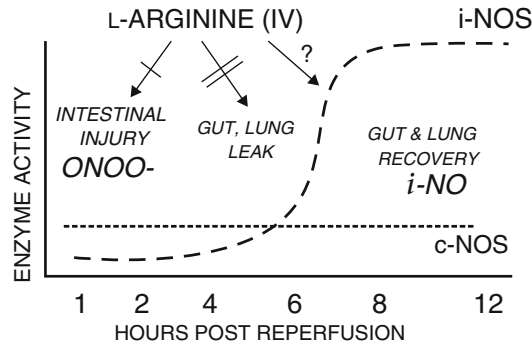 L-ARGININE (IV)
i-NOS
?
INTESTINAL
INJURY
ONOO-
GUT, LUNG
LEAK
GUT & LUNG
RECOVERY
i-NO
c-NOS
ENZYME ACTIVITY
1 2 4 6 8 12
HOURS POST REPERFUSION